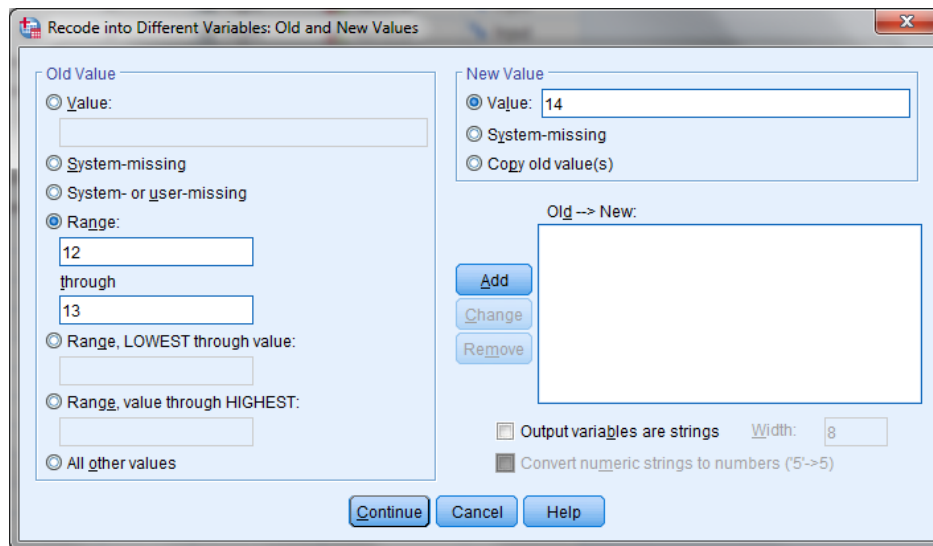 Recode into Different Variables: Old and New Values
Old Value
Value:
System-missing
System- or user-missing
Range:
12
through
13
Range, LOWEST through value:
Range, value through HIGHEST:
All other values
New Value
Value: 14
System-missing
Copy old value(s)
Old --> New:
Add
Change
Remove
Output variables are strings Width: 8
Convert numeric strings to numbers ('5'->5)
Continue Cancel Help